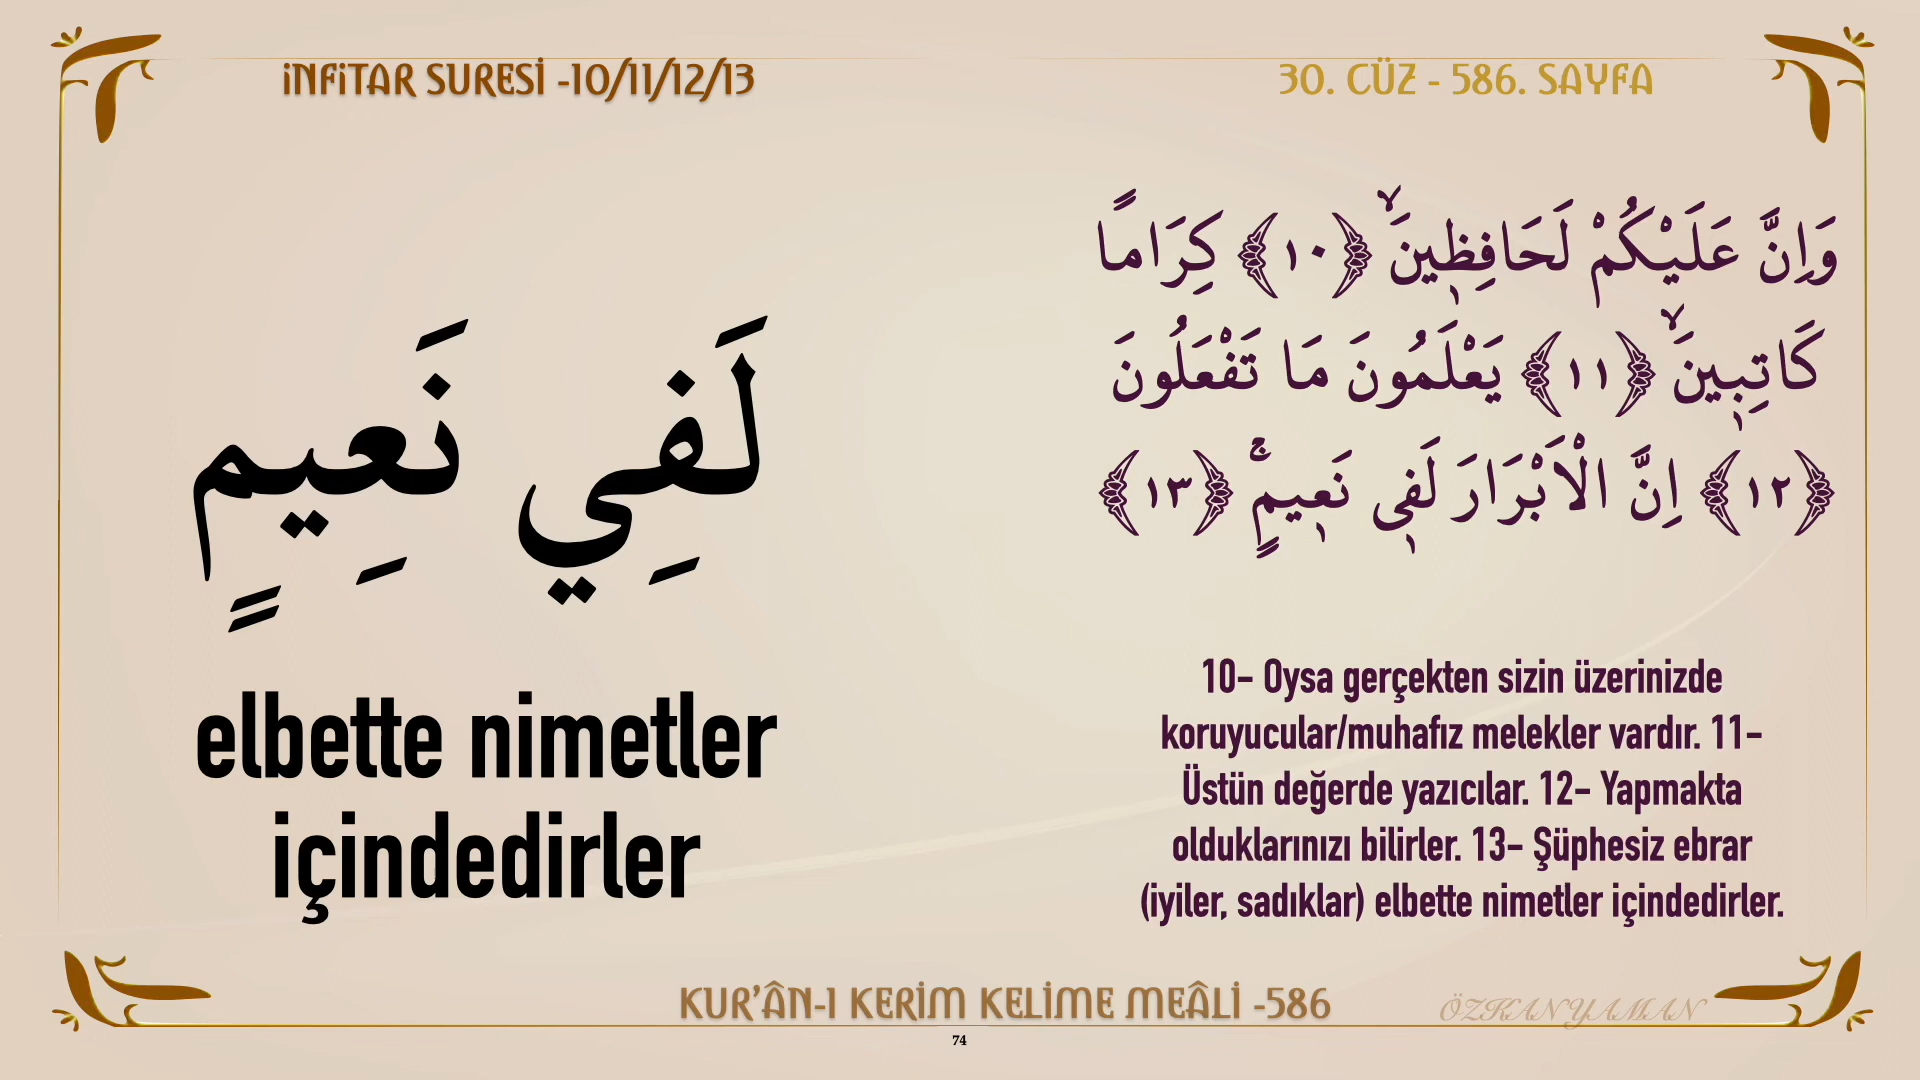 İNFİTAR SURESİ -10/11/12/13
30. CÜZ - 586. SAYFA
لَفِي نَعِيمٍ
elbette nimetler
içindedirler
وَاِنَّ عَلَيْكُمْ لَحَافِظ۪ينَۙ ﴿١٠﴾ كِرَاماً
كَاتِب۪ينَۙ ﴿١١﴾ يَعْلَمُونَ مَا تَفْعَلُونَ
﴿١٢﴾ اِنَّ الْاَبْرَارَ لَف۪ي نَع۪يمٍۚ ﴿١٣﴾
10- Oysa gerçekten sizin üzerinizde
koruyucular/muhafız melekler vardır. 11-
Üstün değerde yazıcılar. 12- Yapmakta
olduklarınızı bilirler. 13- Şüphesiz ebrar
(iyiler, sadıklar) elbette nimetler içindedirler.
KUR'ÂN-I KERİM KELİME MEÂLİ -586
ÖZKANYAMAN
74